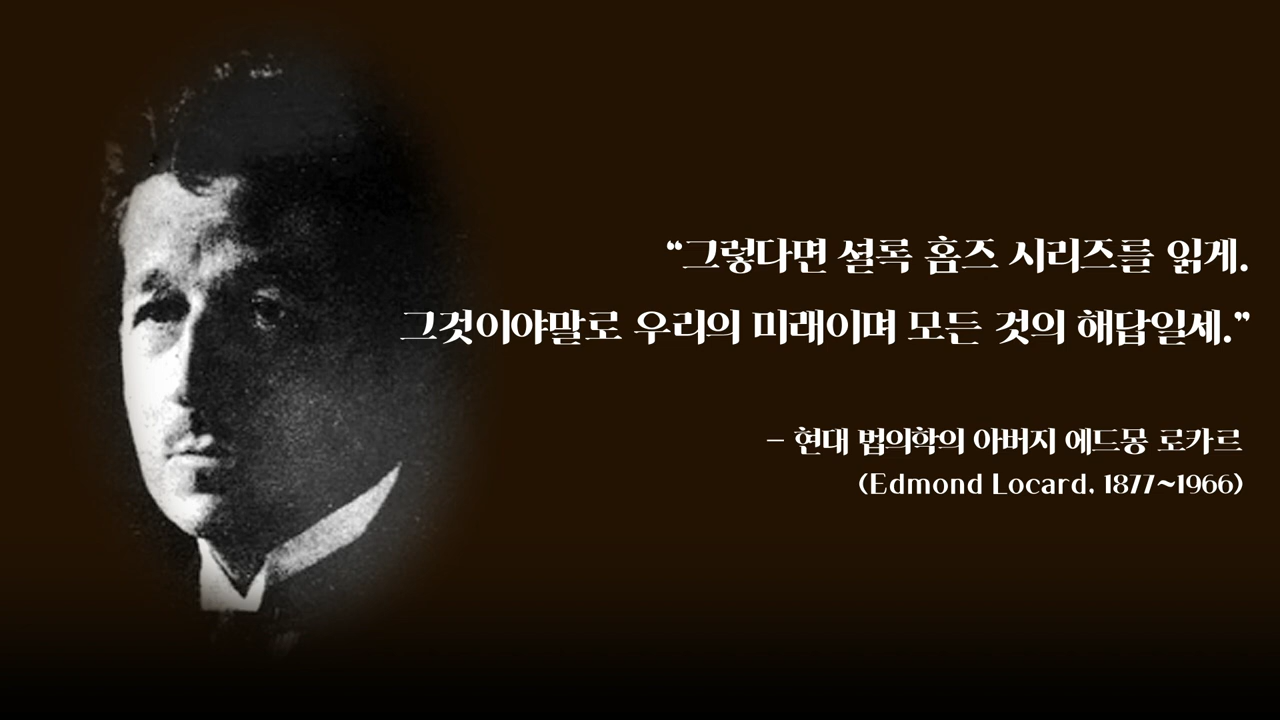 “그렇다면 셜록 홈즈 시리즈를 읽게.
그것이야말로 우리의 미래이며 모든 것의 해답일세.”
- 현대 법의학의 아버지 에드몽 로카르
(Edmond Locard, 1877~1966)